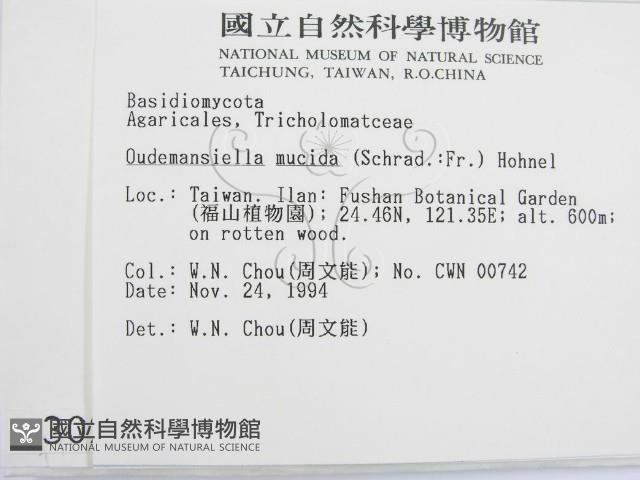 國立自然科學博物館
NATIONAL MUSEUM OF NATURAL SCIENCE
TAICHUNG, TAIWAN, R.O.CHINA
Basidiomycota
Agaricales, Tricholomatceae
Oudemansiella mucida (Schrad.:Fr.) Hohnel
Loc.: Taiwan. Ilan: Fushan Botanical Garden
(福山植物園); 24.46N, 121.35E; alt. 600m;
on rotten wood.
Col.: W.N. Chou(周文能); No. CWN 00742
Date: Nov. 24, 1994
Det.: W.N. Chou(周文能)
30
國立自然科學博物館
NATIONAL MUSEUM OF NATURAL SCIENCE